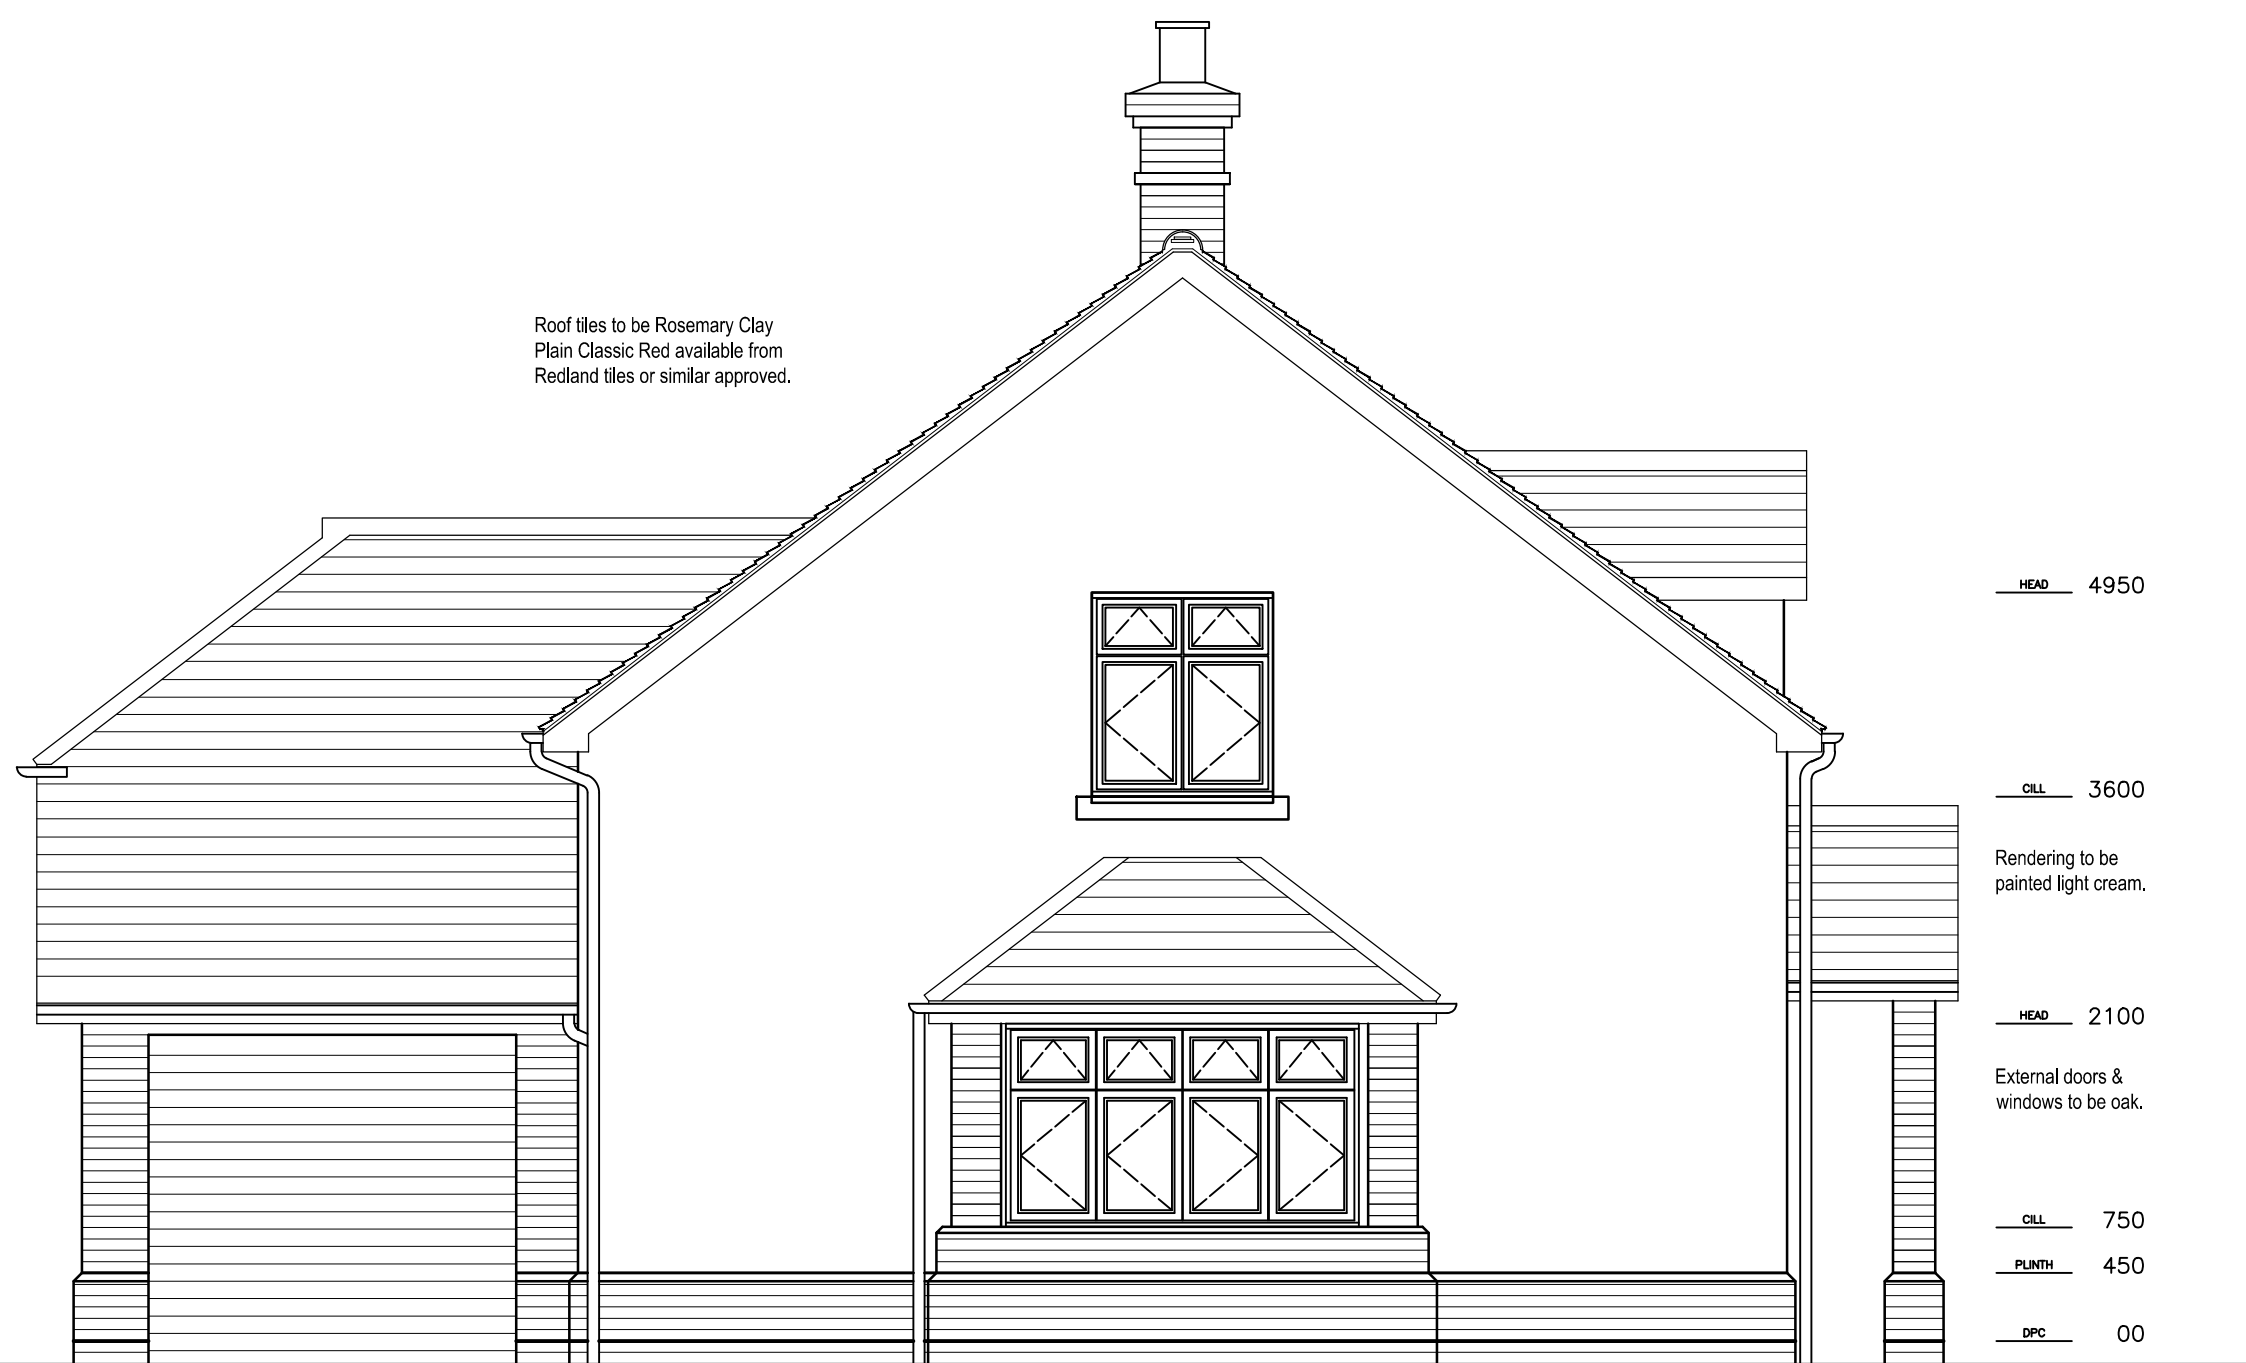 Roof tiles to be Rosemary Clay
Plain Classic Red available from
Redland tiles or similar approved.
HEAD 4950
CILL 3600
Rendering to be
painted light cream.
HEAD 2100
External doors &
windows to be oak.
CILL 750
PLINTH 450
DPC 00